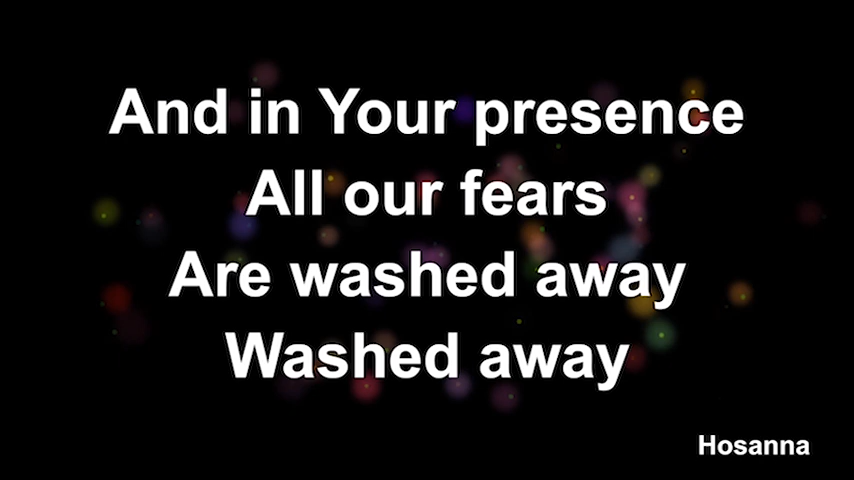 And in Your presence
All our fears
Are washed away
Washed away
Hosanna